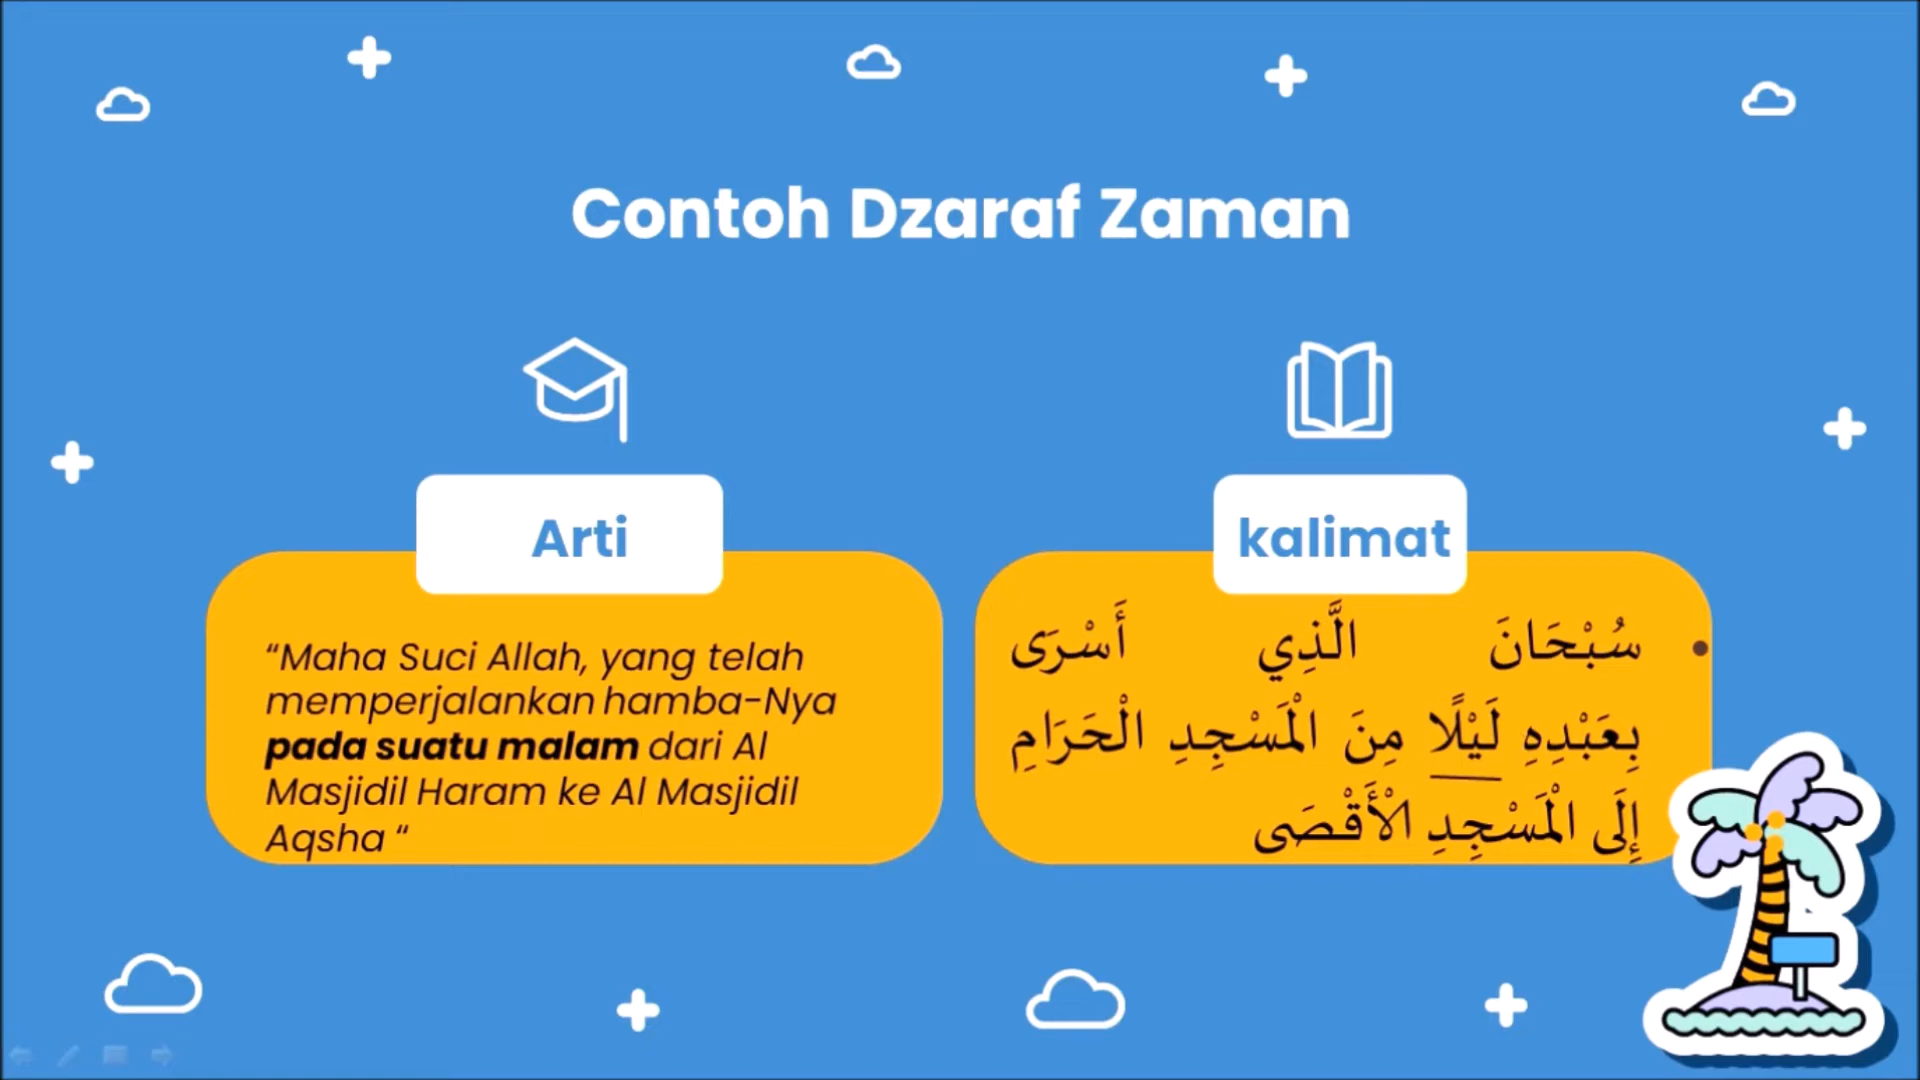 Contoh Dzaraf Zaman
Arti
“Maha Suci Allah, yang telah
memperjalankan hamba-Nya
pada suatu malam dari Al
Masjidil Haram ke Al Masjidil
Aqsha “
kalimat
• سُبْحَانَ الَّذِي أَسْرَى
بِعَبْدِهِ لَيْلًا مِنَ الْمَسْجِدِ الْحَرَامِ
إِلَى الْمَسْجِدِ الْأَقْصَى